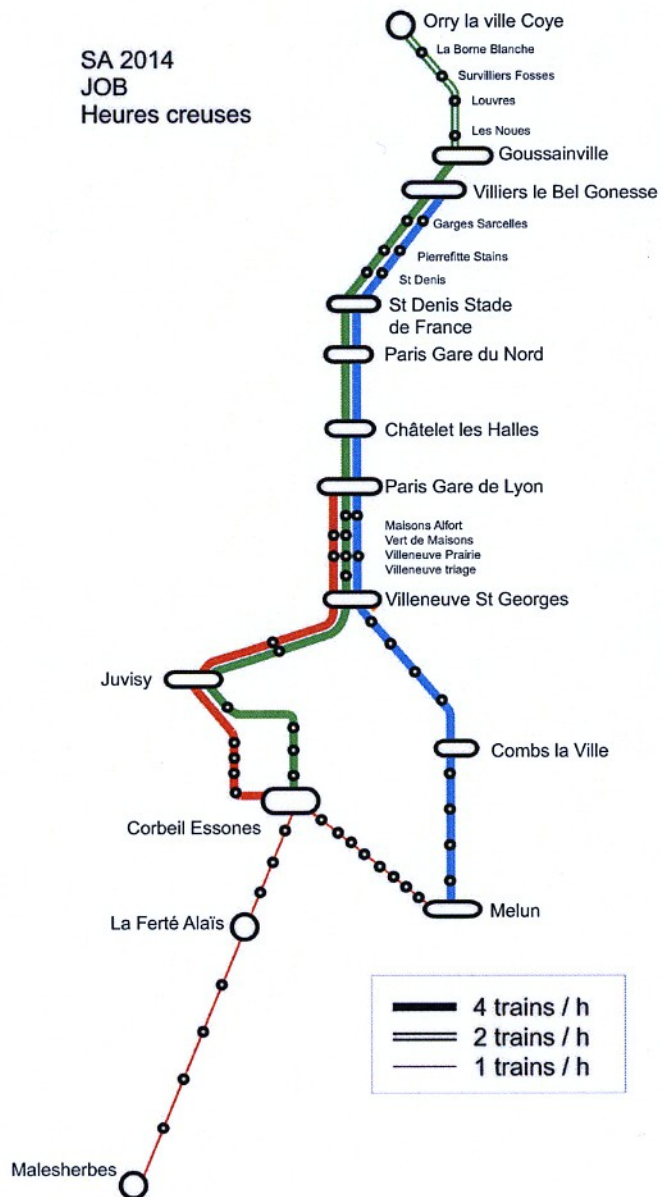 SA 2014
JOB
Heures creuses
Orry la ville Coye
La Borne Blanche
Survilliers Fosses
Louvres
Les Noues
Goussainville
Villiers le Bel Gonesse
Garges Sarcelles
Pierrefitte Stains
St Denis
St Denis Stade
de France
Paris Gare du Nord
Châtelet les Halles
Paris Gare de Lyon
Maisons Alfort
Vert de Maisons
Villeneuve Prairie
Villeneuve triage
Villeneuve St Georges
Juvisy
Combs la Ville
Corbeil Essones
Melun
La Ferté Alaïs
4 trains / h
2 trains / h
1 trains / h
Malesherbes